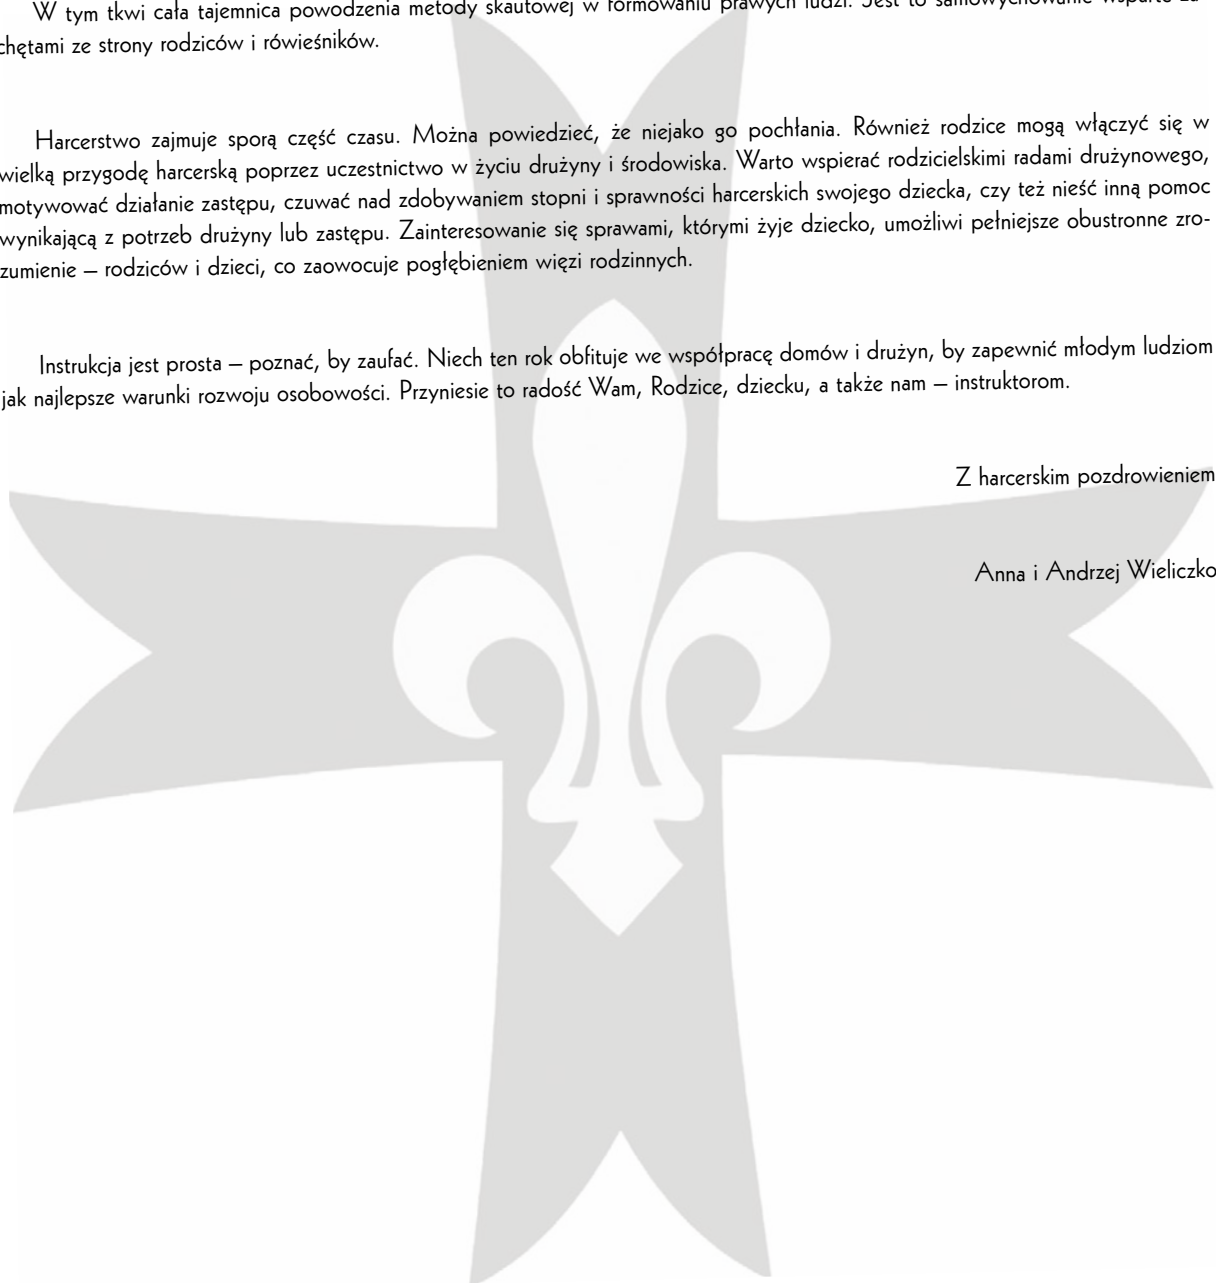 W tym tkwi cała tajemnica powodzenia metody skautowej w formowaniu prawych ludzi. Jest to samowychowanie wsparte za-
chętami ze strony rodziców i rówieśników.
Harcerstwo zajmuje sporą część czasu. Można powiedzieć, że niejako go pochłania. Również rodzice mogą włączyć się w
wielką przygodę harcerską poprzez uczestnictwo w życiu drużyny i środowiska. Warto wspierać rodzicielskimi radami drużynowego,
motywować działanie zastępu, czuwać nad zdobywaniem stopni i sprawności harcerskich swojego dziecka, czy też nieść inną pomoc
wynikającą z potrzeb drużyny lub zastępu. Zainteresowanie się sprawami, którymi żyje dziecko, umożliwi pełniejsze obustronne zro-
zumienie – rodziców i dzieci, co zaowocuje pogłębieniem więzi rodzinnych.
Instrukcja jest prosta – poznać, by zaufać. Niech ten rok obfituje we współpracę domów i drużyn, by zapewnić młodym ludziom
jak najlepsze warunki rozwoju osobowości. Przyniesie to radość Wam, Rodzice, dziecku, a także nam – instruktorom.
Z harcerskim pozdrowieniem
Anna i Andrzej Wieliczko